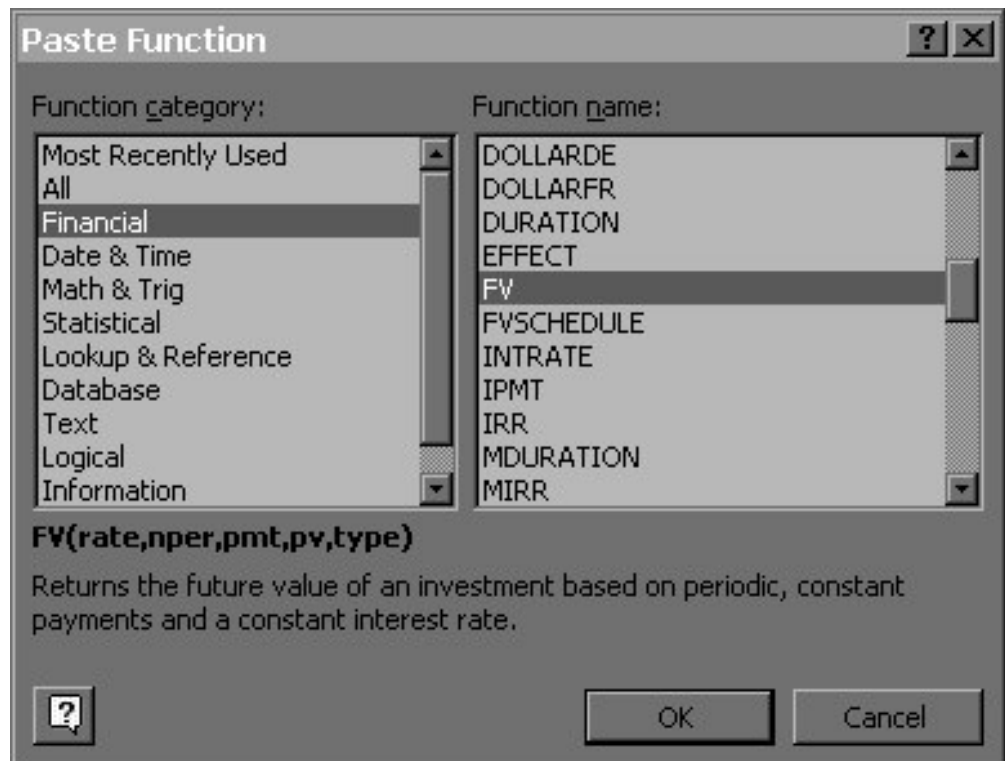 Paste Function
Function category:
Most Recently Used
All
Financial
Date & Time
Math & Trig
Statistical
Lookup & Reference
Database
Text
Logical
Information
Function name:
DOLLARDE
DOLLARFR
DURATION
EFFECT
FV
FVSCHEDULE
INTRATE
IPMT
IRR
MDURATION
MIRR
FV(rate,nper,pmt,pv,type)
Returns the future value of an investment based on periodic, constant
payments and a constant interest rate.
OK
Cancel